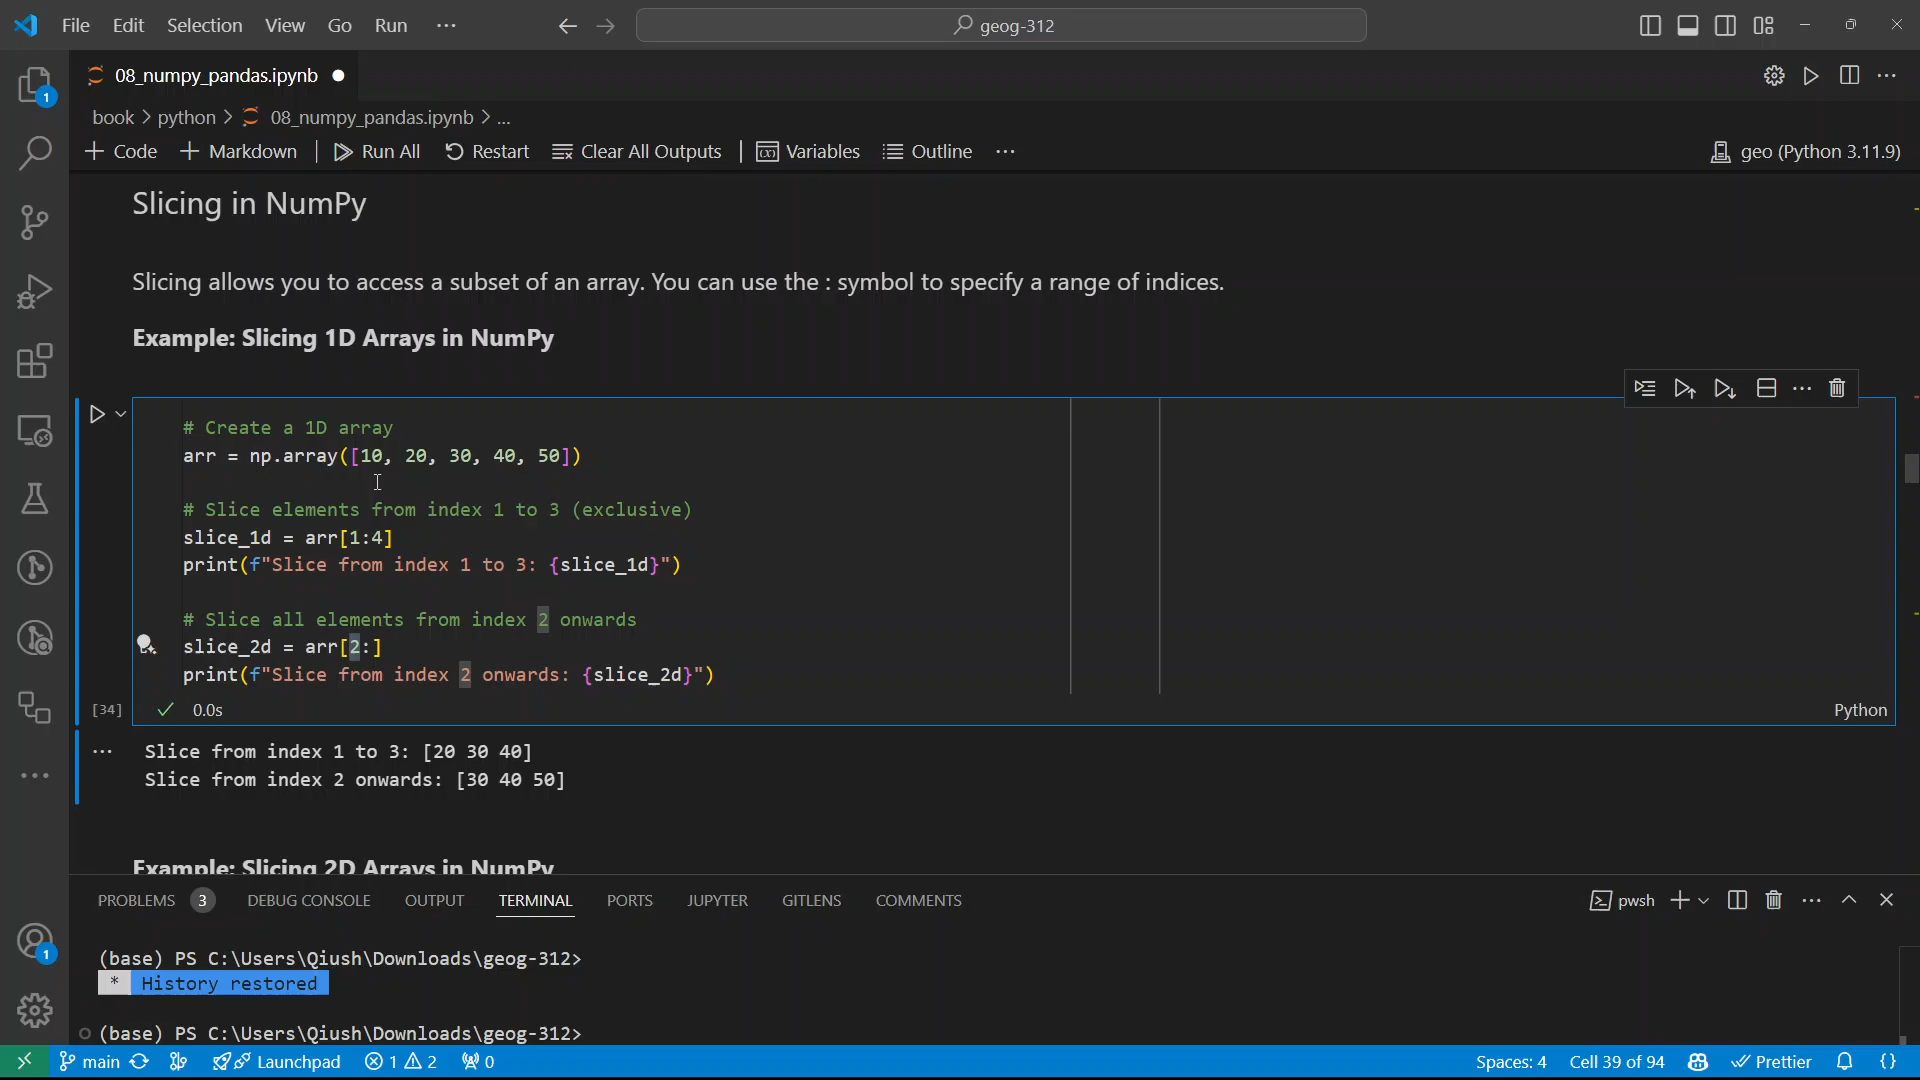 File Edit Selection View Go Run ... geog-312
08_numpy_pandas.ipynb
book > python > 08_numpy_pandas.ipynb > ...
+ Code + Markdown Run All Restart Clear All Outputs Variables Outline ... geo (Python 3.11.9)
Slicing in NumPy
Slicing allows you to access a subset of an array. You can use the : symbol to specify a range of indices.
Example: Slicing 1D Arrays in NumPy
# Create a 1D array
arr = np.array([10, 20, 30, 40, 50])
# Slice elements from index 1 to 3 (exclusive)
slice_1d = arr[1:4]
print(f"Slice from index 1 to 3: {slice_1d}")
# Slice all elements from index 2 onwards
slice_2d = arr[2:]
print(f"Slice from index 2 onwards: {slice_2d}")
[34] 0.0s Python
Slice from index 1 to 3: [20 30 40]
Slice from index 2 onwards: [30 40 50]
Example: Slicing 2D Arrays in NumPy
PROBLEMS 3 DEBUG CONSOLE OUTPUT TERMINAL PORTS JUPYTER GITLENS COMMENTS pwsh
(base) PS C:\Users\Qiush\Downloads\geog-312>
* History restored
(base) PS C:\Users\Qiush\Downloads\geog-312>
main Launchpad 1 2 0 Spaces: 4 Cell 39 of 94 Prettier {}
1
1